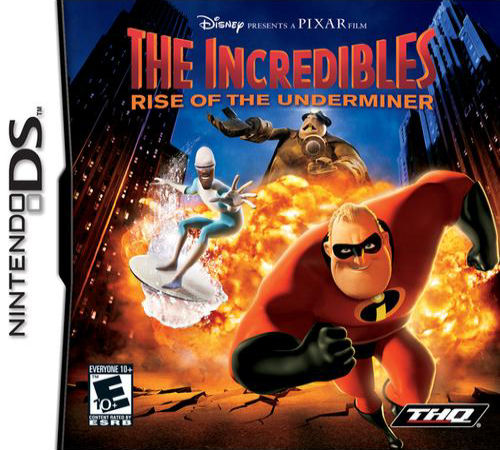 Disney PRESENTS A PIXAR FILM
THE INCREDIBLES
RISE OF THE UNDERMINER
NINTENDO DS™
EVERYONE 10+
E
10+
CONTENT RATED BY
ESRB
THQ®